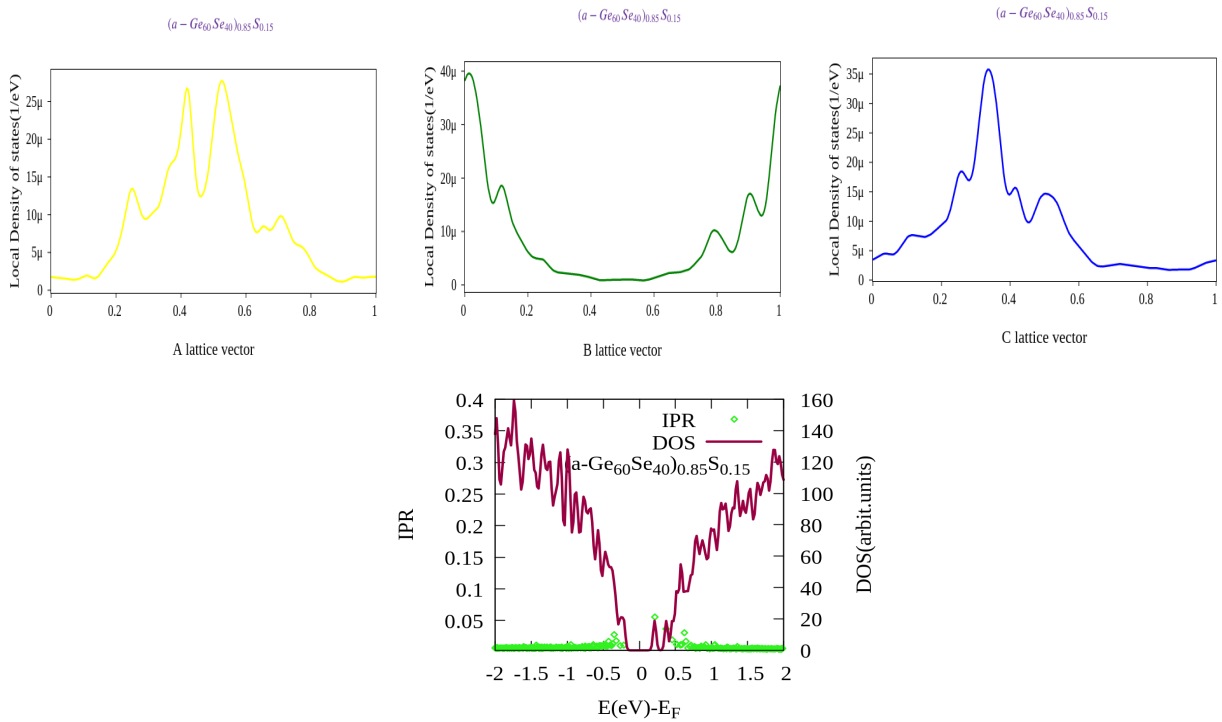 (a − Ge60Se40)0.85S0.15
Local Density of states(1/eV)
25μ
20μ
15μ
10μ
5μ
0
0 0.2 0.4 0.6 0.8 1
A lattice vector
(a − Ge60Se40)0.85S0.15
Local Density of states(1/eV)
40μ
30μ
20μ
10μ
0
0 0.2 0.4 0.6 0.8 1
B lattice vector
(a − Ge60Se40)0.85S0.15
Local Density of states(1/eV)
35μ
30μ
25μ
20μ
15μ
10μ
5μ
0
0 0.2 0.4 0.6 0.8 1
C lattice vector
IPR
0.4
0.35
0.3
0.25
0.2
0.15
0.1
0.05
IPR
DOS
(a-Ge60Se40)0.85S0.15
160
140
120
100
80
60
40
20
0
DOS(arbit.units)
-2 -1.5 -1 -0.5 0 0.5 1 1.5 2
E(eV)-EF